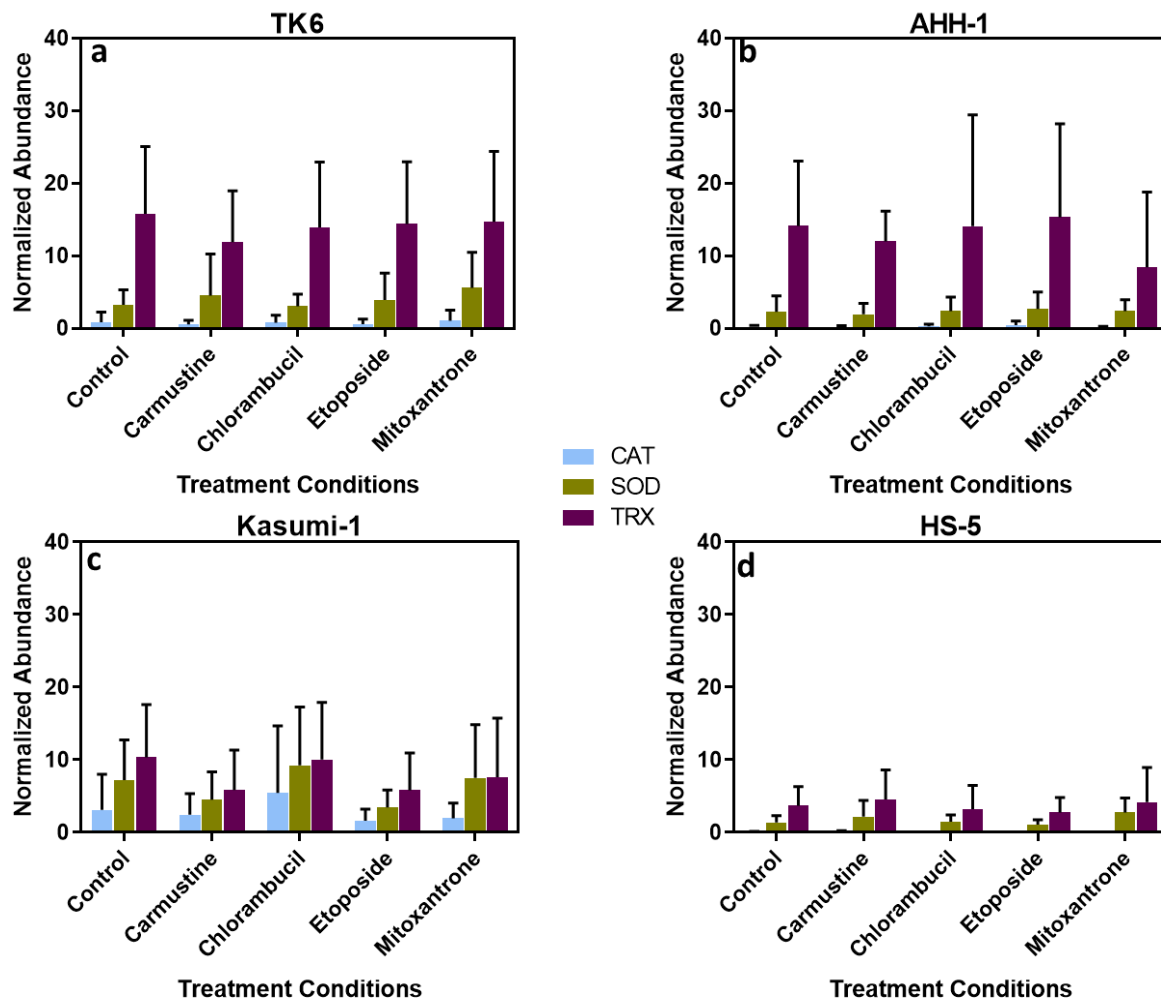 TK6
a
Normalized Abundance
40
30
20
10
0
Control
Carmustine
Chlorambucil
Etoposide
Mitoxantrone
Treatment Conditions
AHH-1
b
Normalized Abundance
40
30
20
10
0
Control
Carmustine
Chlorambucil
Etoposide
Mitoxantrone
Treatment Conditions
CAT
SOD
TRX
Kasumi-1
c
Normalized Abundance
40
30
20
10
0
Control
Carmustine
Chlorambucil
Etoposide
Mitoxantrone
Treatment Conditions
HS-5
d
Normalized Abundance
40
30
20
10
0
Control
Carmustine
Chlorambucil
Etoposide
Mitoxantrone
Treatment Conditions